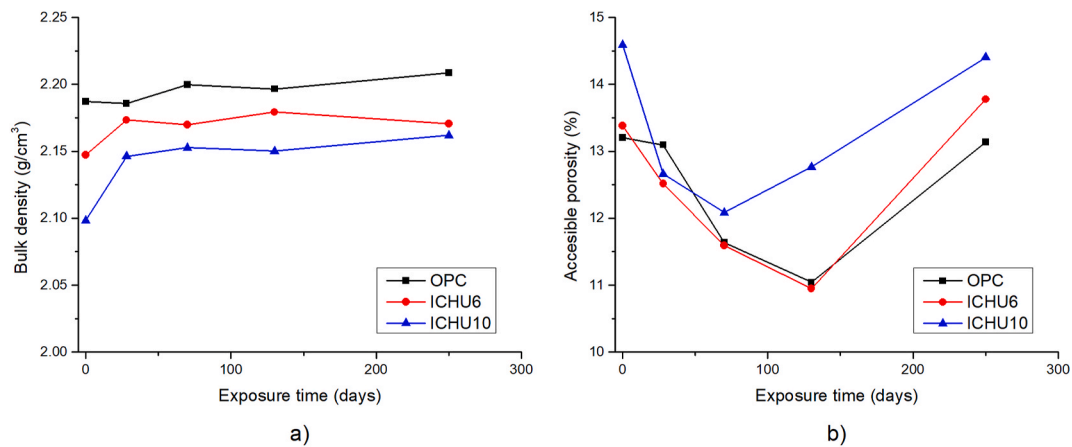 2.25
2.20
2.15
2.10
2.05
2.00
Bulk density (g/cm³)
OPC
ICHU6
ICHU10
0
100
200
300
Exposure time (days)
a)
15
14
13
12
11
10
Accesible porosity (%)
OPC
ICHU6
ICHU10
0
100
200
300
Exposure time (days)
b)